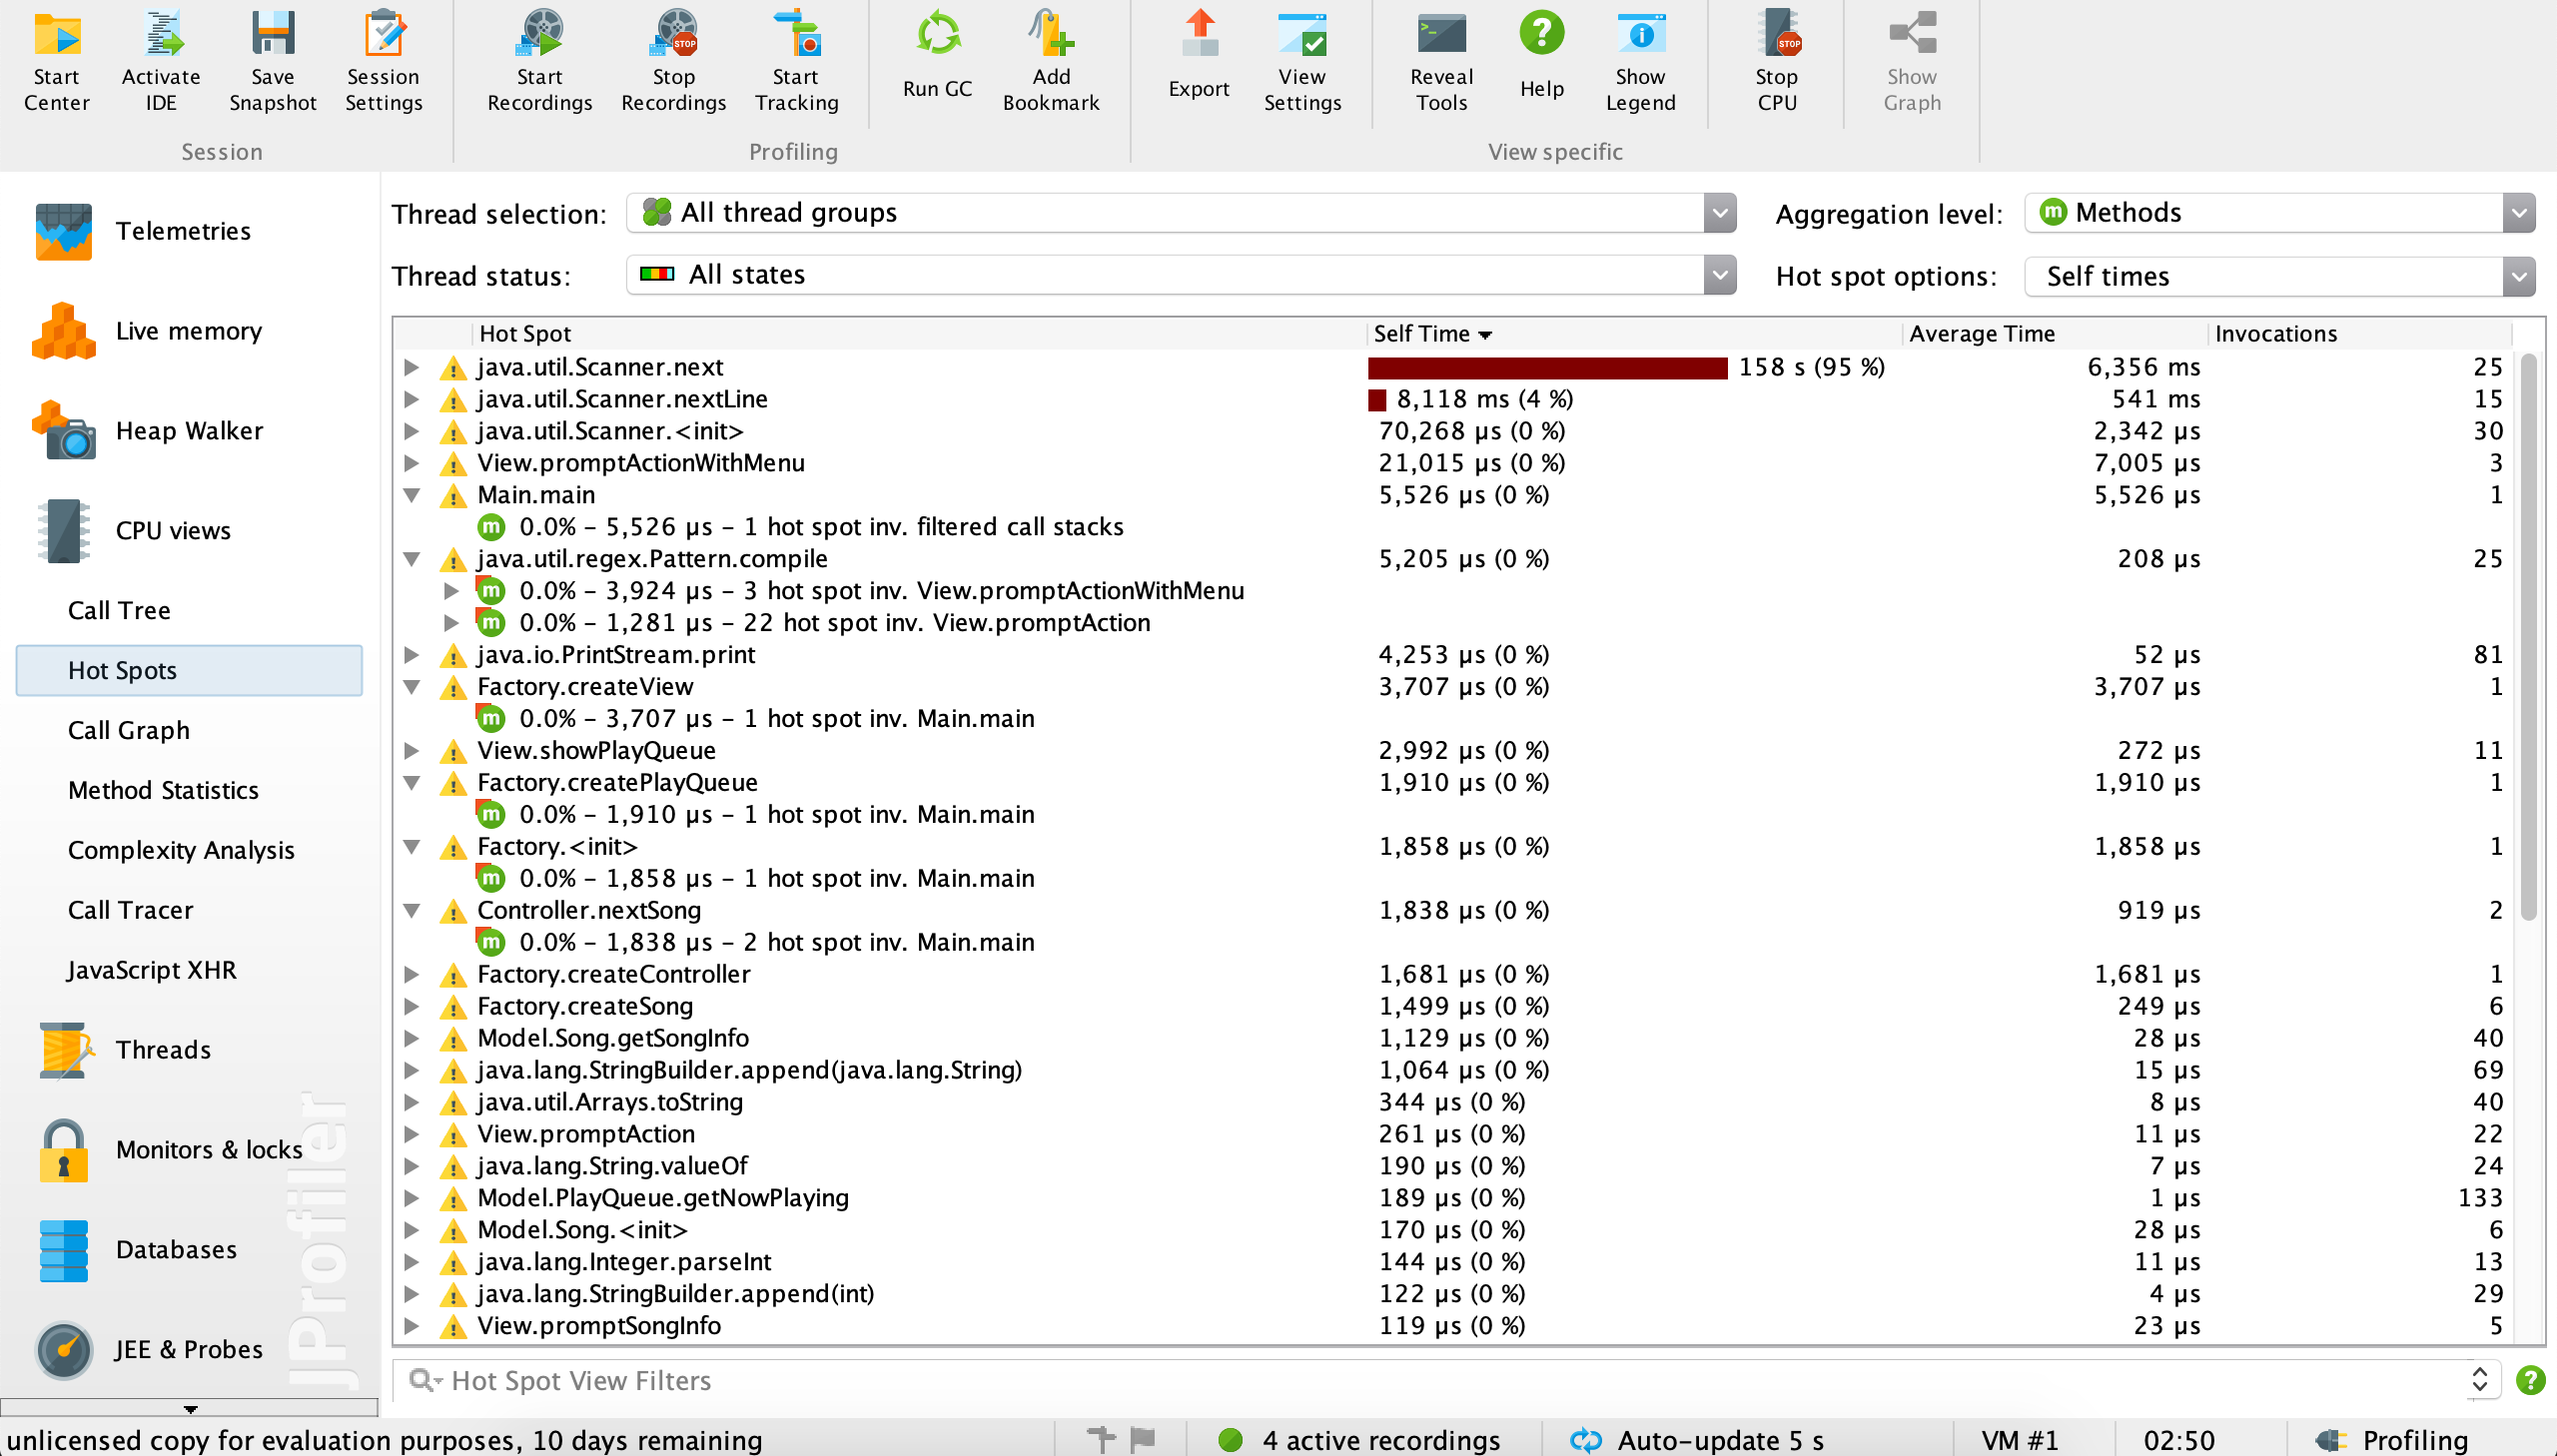 Start Center
Activate IDE
Save Snapshot
Session Settings
Start Recordings
Stop Recordings
Start Tracking
Run GC
Add Bookmark
Export
View Settings
Reveal Tools
Help
Show Legend
Stop CPU
Show Graph
Session
Profiling
View specific
STOP
STOP
Telemetries
Live memory
Heap Walker
CPU views
Call Tree
Hot Spots
Call Graph
Method Statistics
Complexity Analysis
Call Tracer
JavaScript XHR
Threads
Monitors & locks
Databases
JEE & Probes
JProfiler
Thread selection: All thread groups
Aggregation level: m Methods
Thread status: All states
Hot spot options: Self times
Hot Spot Self Time Average Time Invocations
java.util.Scanner.next 158 s (95 %) 6,356 ms 25
java.util.Scanner.nextLine 8,118 ms (4 %) 541 ms 15
java.util.Scanner.<init> 70,268 µs (0 %) 2,342 µs 30
View.promptActionWithMenu 21,015 µs (0 %) 7,005 µs 3
Main.main 5,526 µs (0 %) 5,526 µs 1
m 0.0% – 5,526 µs – 1 hot spot inv. filtered call stacks
java.util.regex.Pattern.compile 5,205 µs (0 %) 208 µs 25
m 0.0% – 3,924 µs – 3 hot spot inv. View.promptActionWithMenu
m 0.0% – 1,281 µs – 22 hot spot inv. View.promptAction
java.io.PrintStream.print 4,253 µs (0 %) 52 µs 81
Factory.createView 3,707 µs (0 %) 3,707 µs 1
m 0.0% – 3,707 µs – 1 hot spot inv. Main.main
View.showPlayQueue 2,992 µs (0 %) 272 µs 11
Factory.createPlayQueue 1,910 µs (0 %) 1,910 µs 1
m 0.0% – 1,910 µs – 1 hot spot inv. Main.main
Factory.<init> 1,858 µs (0 %) 1,858 µs 1
m 0.0% – 1,858 µs – 1 hot spot inv. Main.main
Controller.nextSong 1,838 µs (0 %) 919 µs 2
m 0.0% – 1,838 µs – 2 hot spot inv. Main.main
Factory.createController 1,681 µs (0 %) 1,681 µs 1
Factory.createSong 1,499 µs (0 %) 249 µs 6
Model.Song.getSongInfo 1,129 µs (0 %) 28 µs 40
java.lang.StringBuilder.append(java.lang.String) 1,064 µs (0 %) 15 µs 69
java.util.Arrays.toString 344 µs (0 %) 8 µs 40
View.promptAction 261 µs (0 %) 11 µs 22
java.lang.String.valueOf 190 µs (0 %) 7 µs 24
Model.PlayQueue.getNowPlaying 189 µs (0 %) 1 µs 133
Model.Song.<init> 170 µs (0 %) 28 µs 6
java.lang.Integer.parseInt 144 µs (0 %) 11 µs 13
java.lang.StringBuilder.append(int) 122 µs (0 %) 4 µs 29
View.promptSongInfo 119 µs (0 %) 23 µs 5
Hot Spot View Filters
unlicensed copy for evaluation purposes, 10 days remaining 4 active recordings Auto-update 5 s VM #1 02:50 Profiling